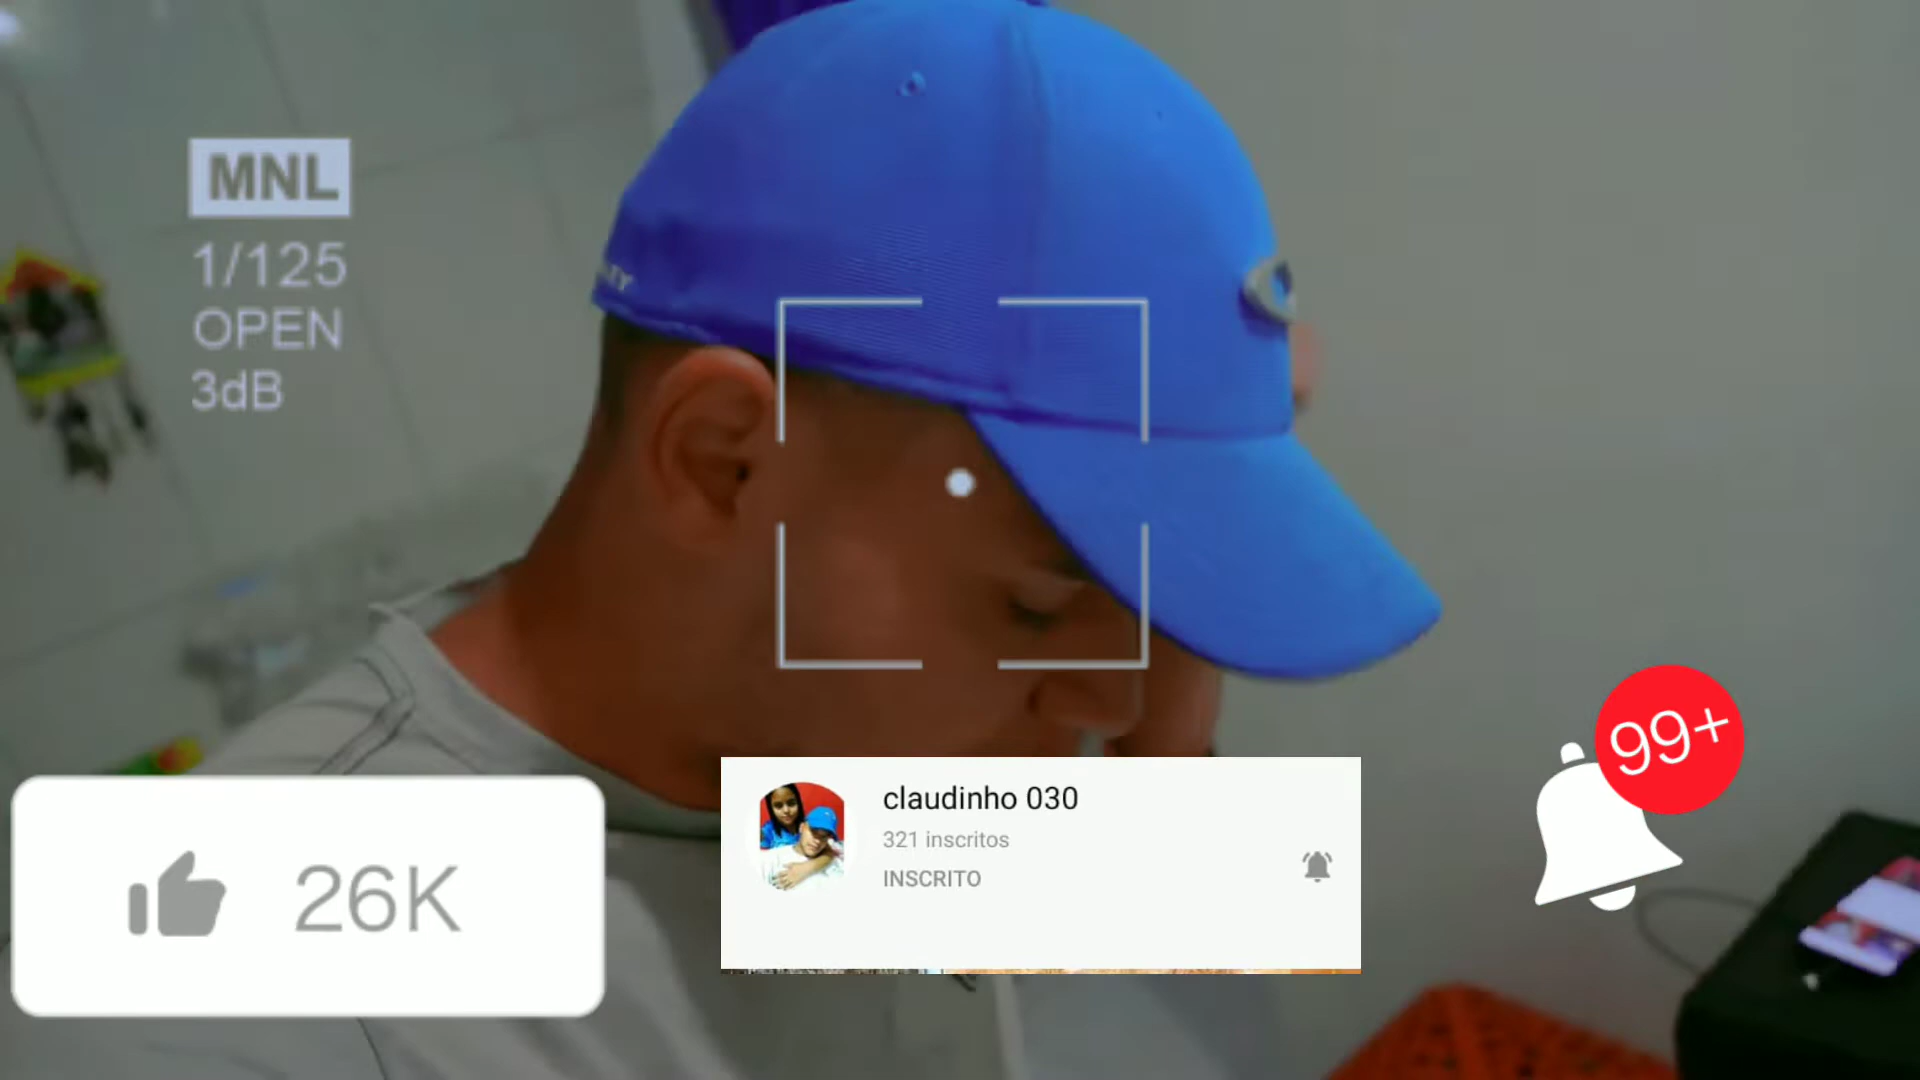 MNL
1/125
OPEN
3dB
99+
26K
claudinho 030
321 inscritos
INSCRITO